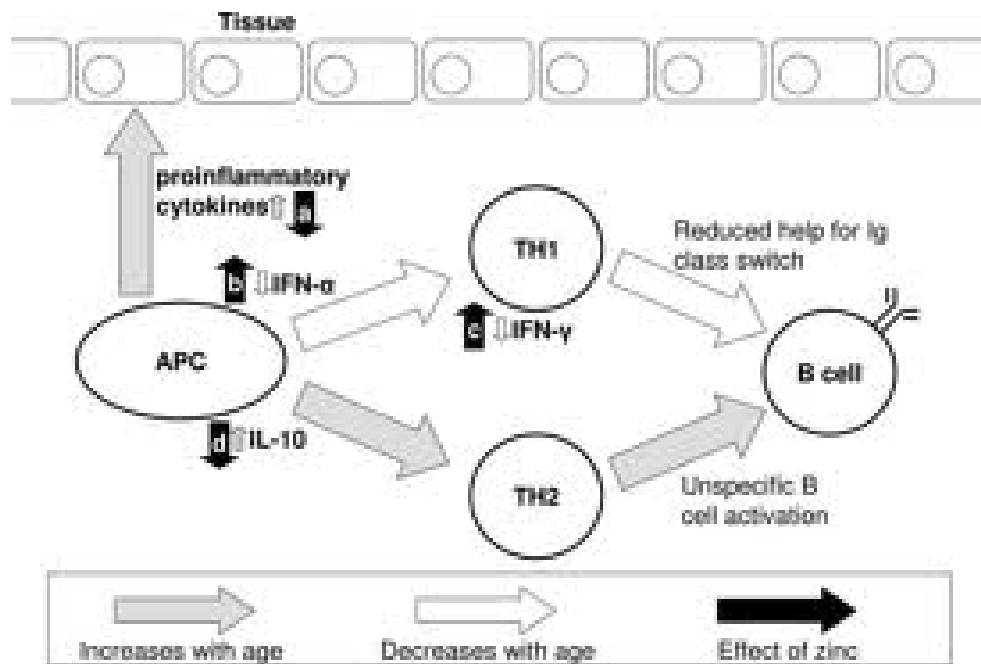 Tissue
proinflammatory
cytokines⇧ a
b ⇩IFN-α
TH1
Reduced help for Ig
class switch
APC
c ⇩IFN-γ
B cell
d ⇧IL-10
TH2
Unspecific B
cell activation
Increases with age
Decreases with age
Effect of zinc